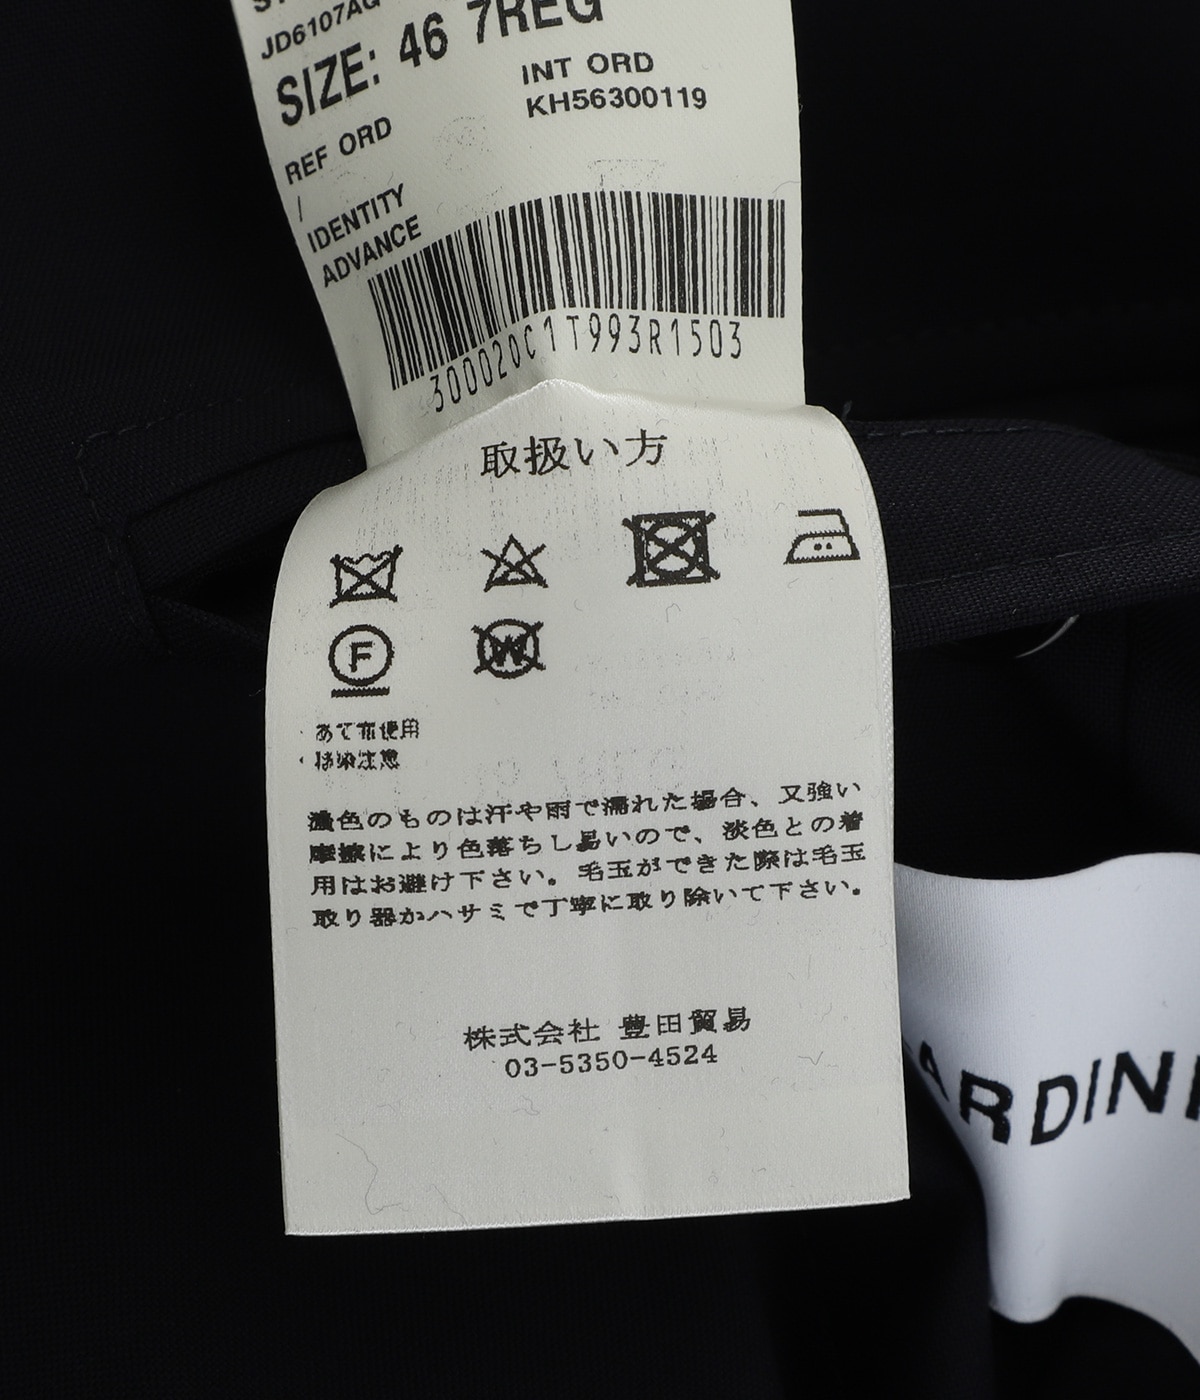 JD6107AG
SIZE: 46 7REG
INT ORD
KH56300119
REF ORD
/
IDENTITY
ADVANCE
300020C1T993R1503
取扱い方
F
W
・あて布使用
・移染注意
濃色のものは汗や雨で濡れた場合、又強い
摩擦により色落ちし易いので、淡色との着
用はお避け下さい。毛玉ができた際は毛玉
取り器かハサミで丁寧に取り除いて下さい。
株式会社 豊田貿易
03-5350-4524
ARDINI